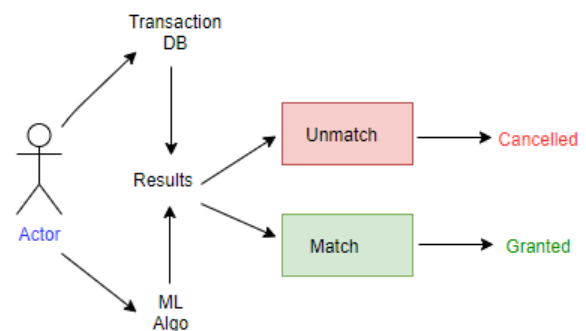 Transaction
DB
Unmatch
Cancelled
Results
Actor
Match
Granted
ML
Algo